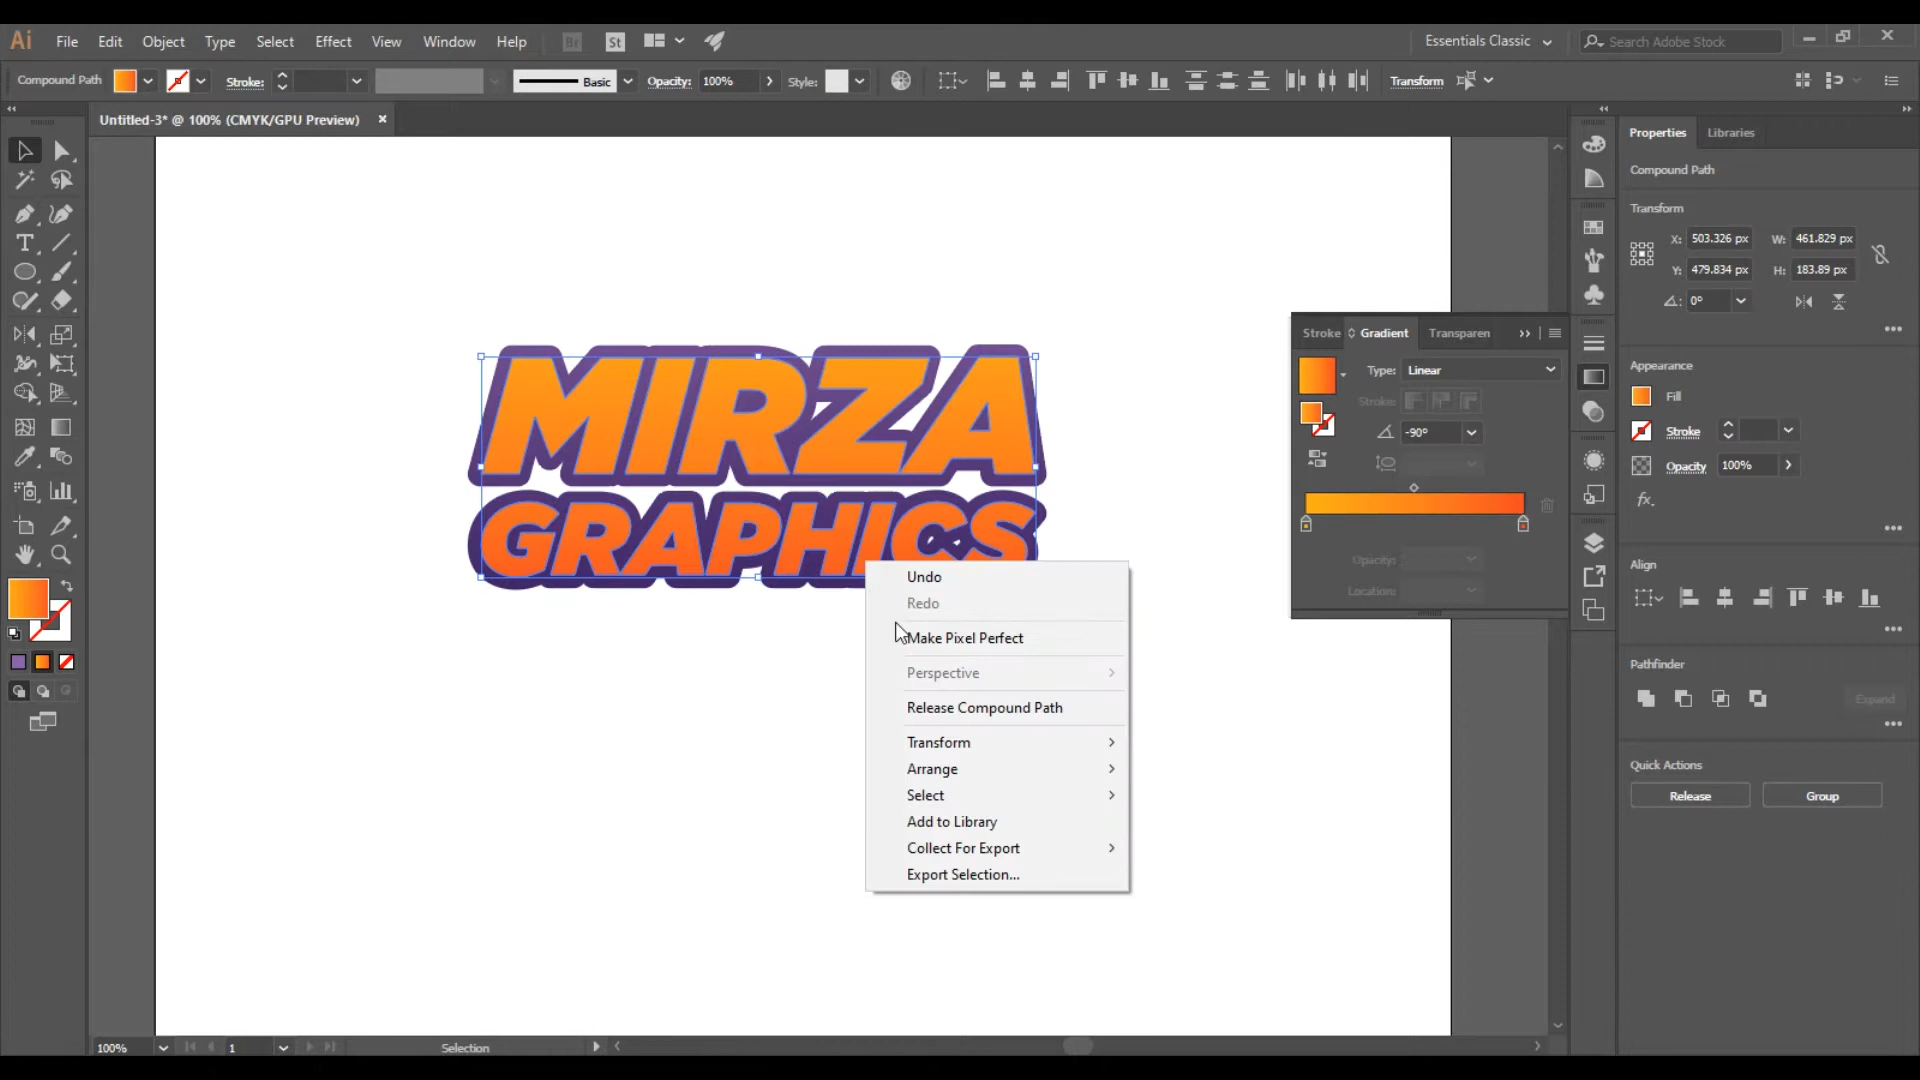 Ai File Edit Object Type Select Effect View Window Help Br St Essentials Classic Search Adobe Stock
Compound Path Stroke: Basic Opacity: 100% Style: Transform
Untitled-3* @ 100% (CMYK/GPU Preview)
Properties Libraries
Compound Path
Transform
X: 503.326 px W: 461.829 px
Y: 479.834 px H: 183.89 px
0°
Appearance
Fill
Stroke
Opacity 100%
fx.
Align
Pathfinder
Expand
Quick Actions
Release Group
Stroke Gradient Transparen
Type: Linear
Stroke:
-90°
Opacity:
Location:
MIRZA
GRAPHICS
Undo
Redo
Make Pixel Perfect
Perspective
Release Compound Path
Transform
Arrange
Select
Add to Library
Collect For Export
Export Selection...
100% 1 Selection